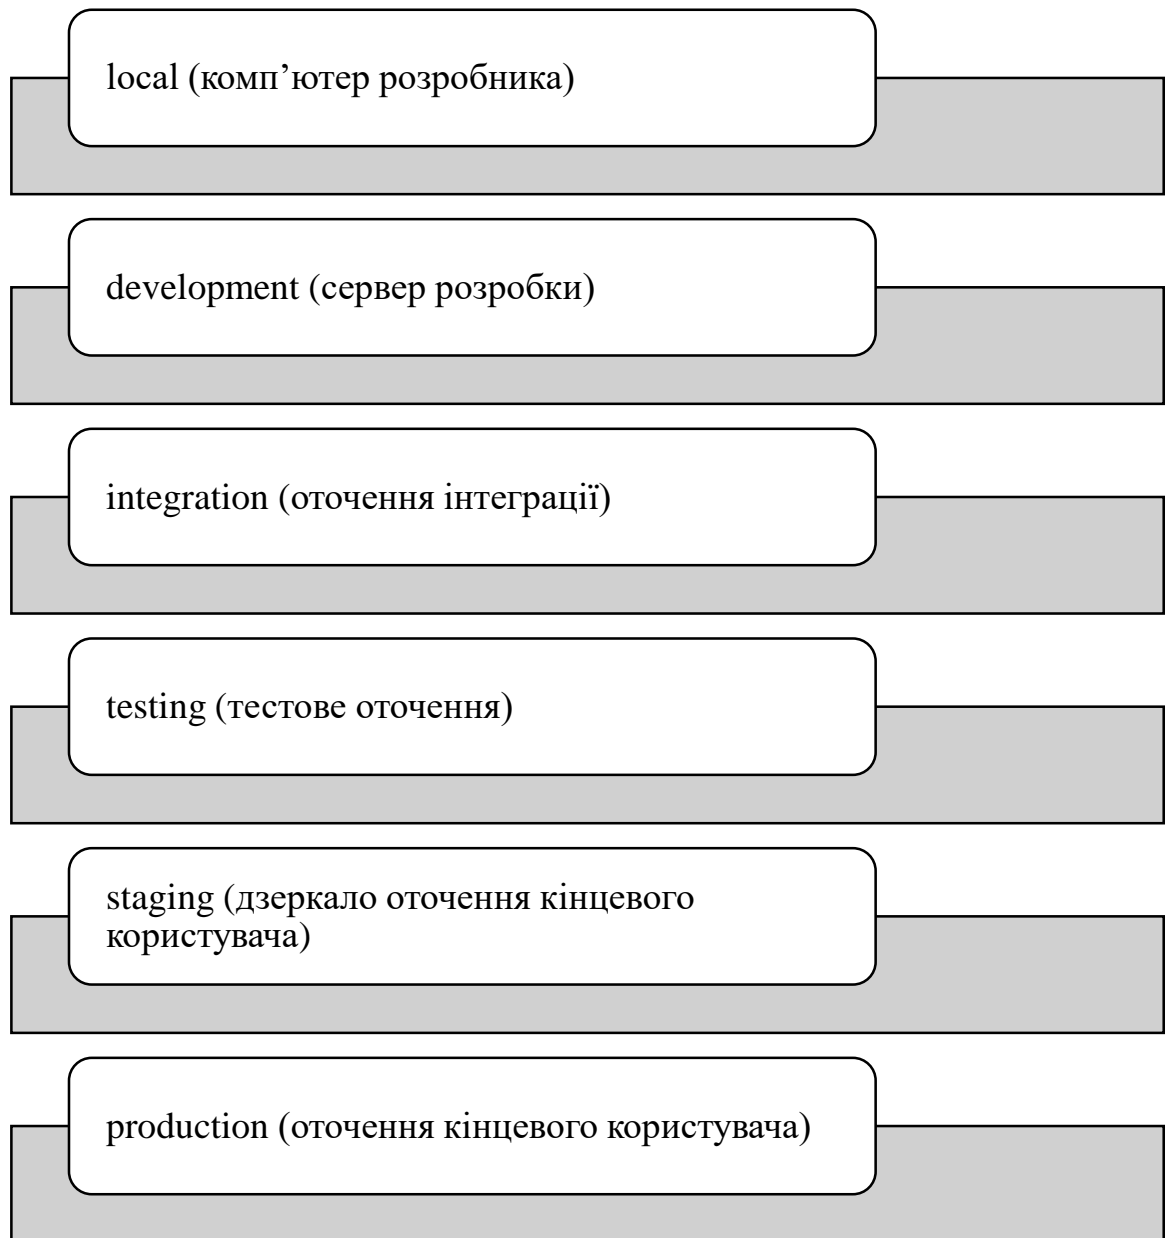 local (комп’ютер розробника)
development (сервер розробки)
integration (оточення інтеграції)
testing (тестове оточення)
staging (дзеркало оточення кінцевого
користувача)
production (оточення кінцевого користувача)